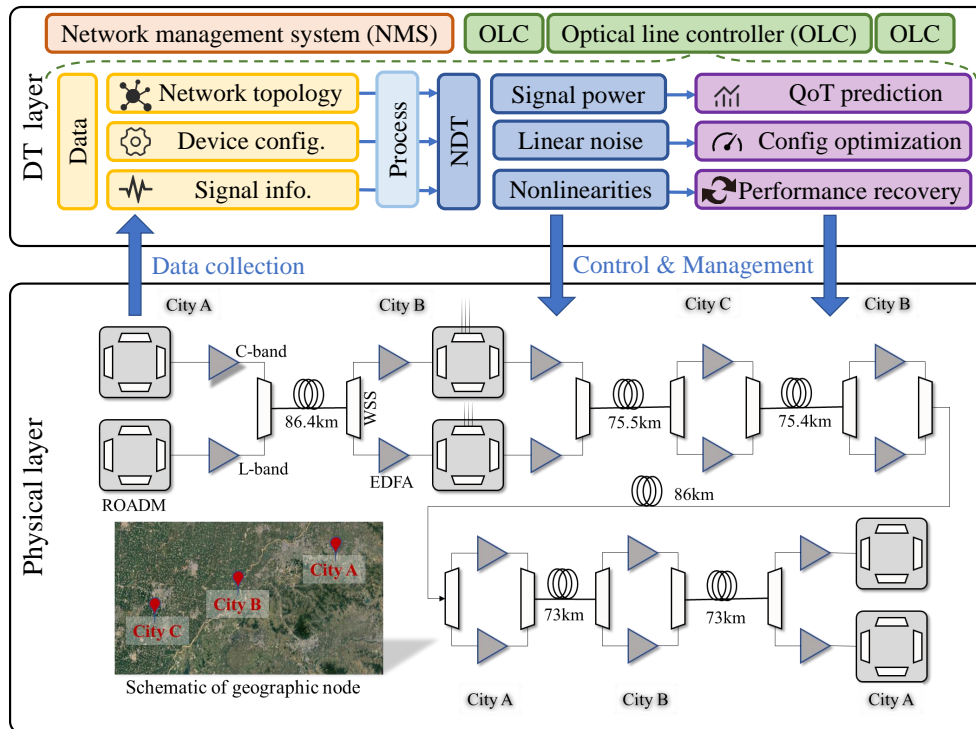 Network management system (NMS)
OLC
Optical line controller (OLC)
OLC
DT layer
Data
Network topology
Device config.
Signal info.
Process
NDT
Signal power
Linear noise
Nonlinearities
QoT prediction
Config optimization
Performance recovery
Data collection
Control & Management
Physical layer
City A
City B
City C
City B
C-band
L-band
86.4km
WSS
EDFA
ROADM
75.5km
75.4km
86km
City A
City B
City C
Schematic of geographic node
73km
73km
City A
City B
City A